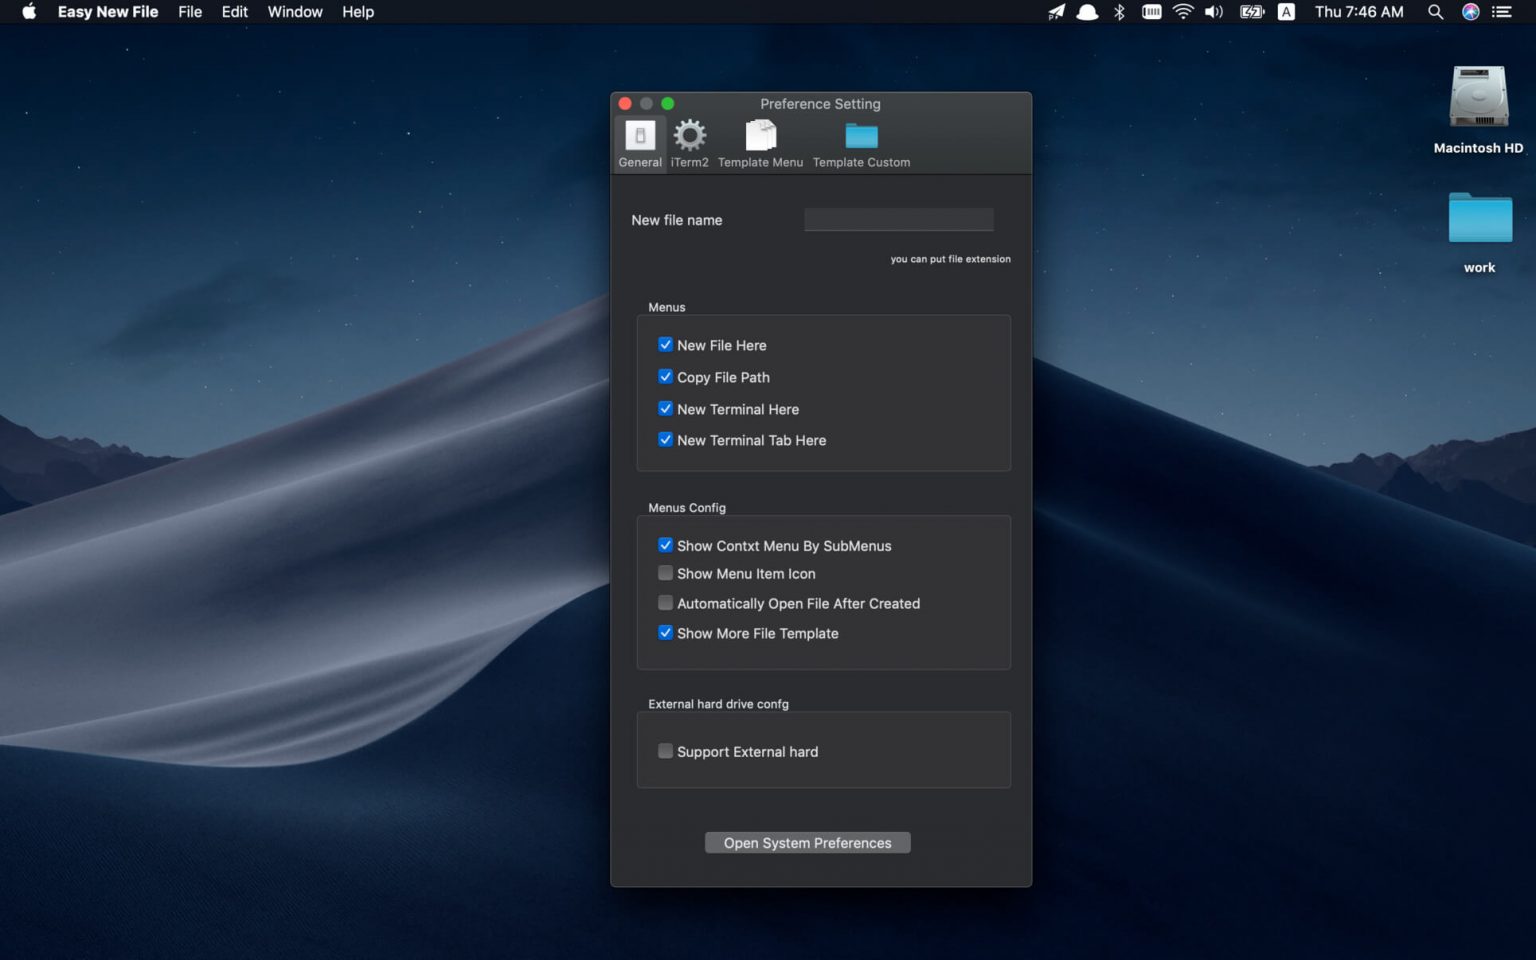 Easy New File File Edit Window Help A Thu 7:46 AM
Preference Setting
General iTerm2 Template Menu Template Custom
Macintosh HD
work
New file name
you can put file extension
Menus
New File Here
Copy File Path
New Terminal Here
New Terminal Tab Here
Menus Config
Show Contxt Menu By SubMenus
Show Menu Item Icon
Automatically Open File After Created
Show More File Template
External hard drive confg
Support External hard
Open System Preferences